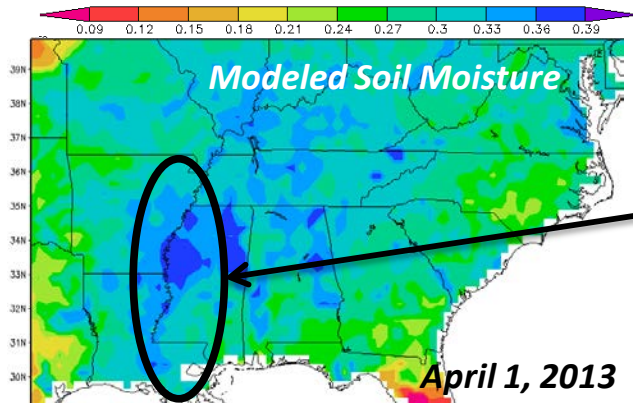 0.09 0.12 0.15 0.18 0.21 0.24 0.27 0.3 0.33 0.36 0.39
Modeled Soil Moisture
39N
38N
37N
36N
35N
34N
33N
32N
31N
30N
April 1, 2013